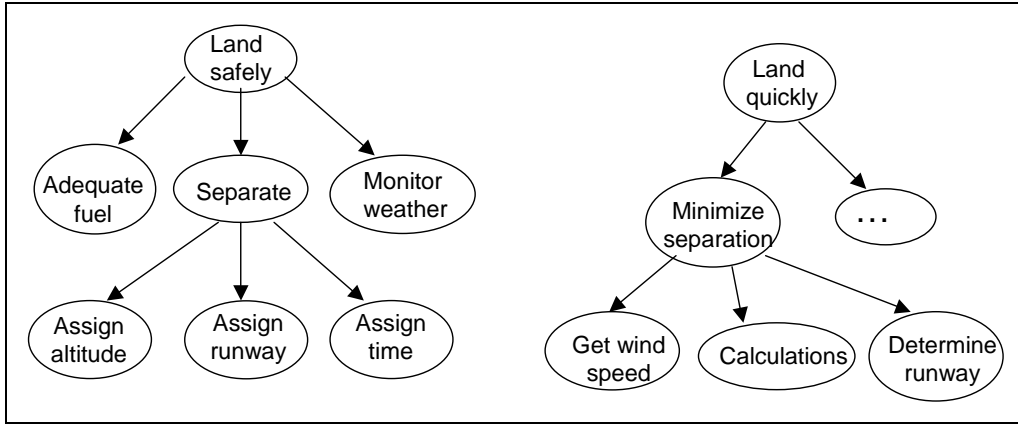 Land
safely
Adequate
fuel
Separate
Monitor
weather
Assign
altitude
Assign
runway
Assign
time
Land
quickly
Minimize
separation
...
Get wind
speed
Calculations
Determine
runway